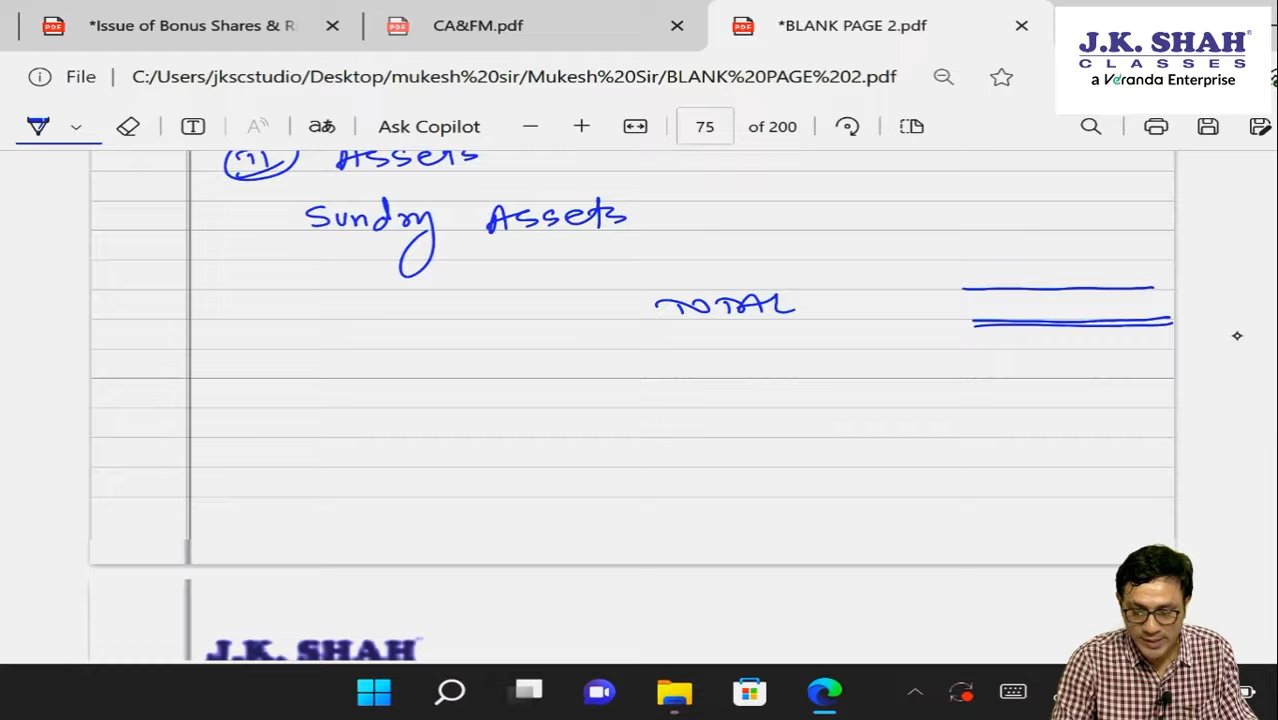 *Issue of Bonus Shares & Ri
CA&FM.pdf
*BLANK PAGE 2.pdf
J.K. SHAH®
CLASSES
a Veranda Enterprise
File
C:/Users/jkscstudio/Desktop/mukesh%20sir/Mukesh%20Sir/BLANK%20PAGE%202.pdf
Ask Copilot
75 of 200
Assets
Sundry Assets
TOTAL
J.K. SHAH